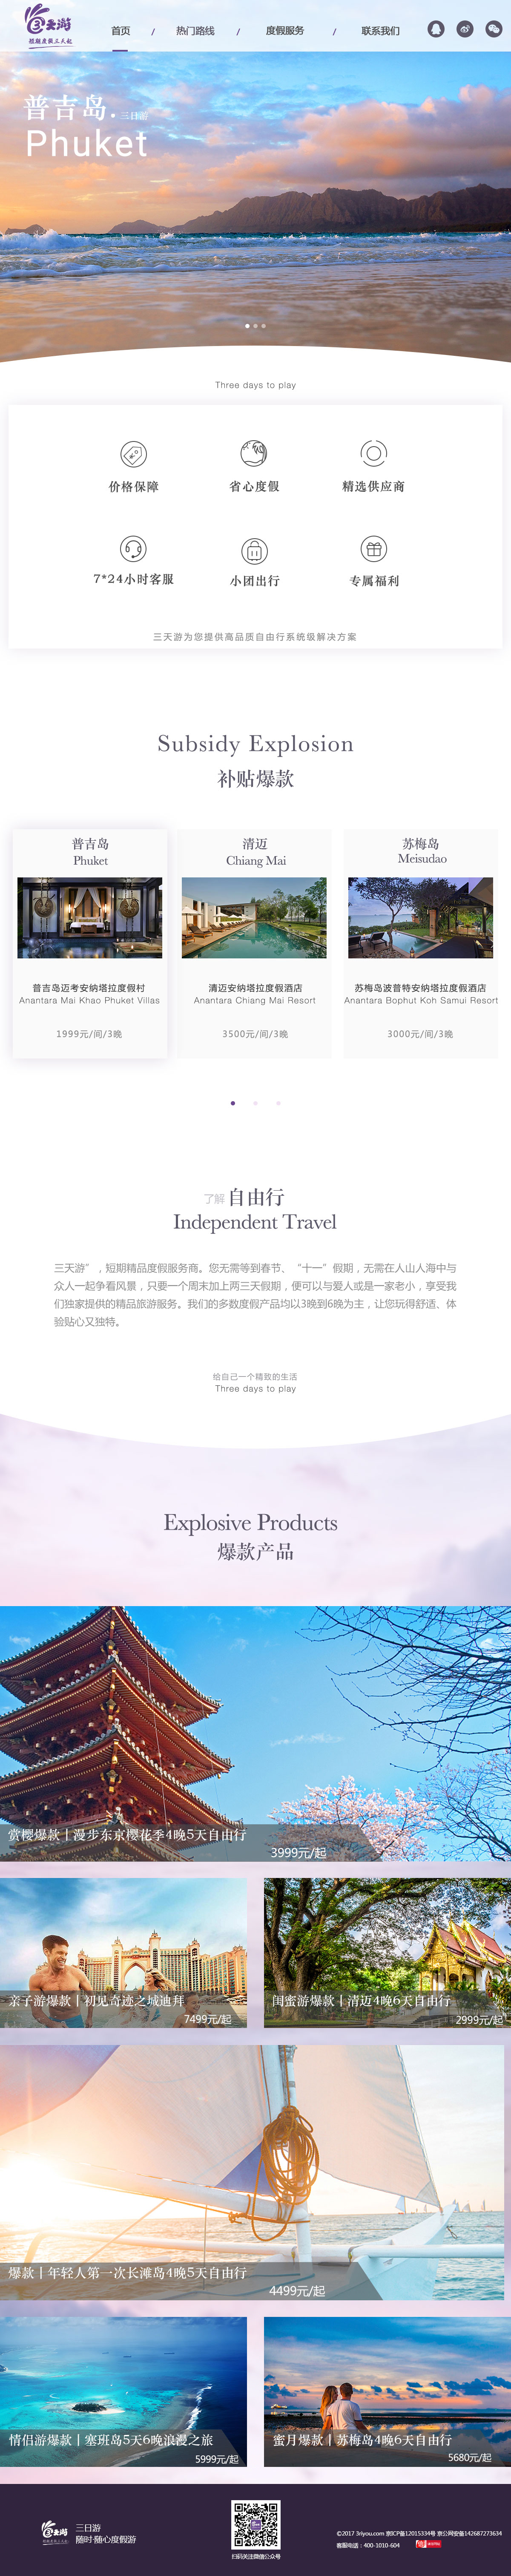 3天游
首页 / 热门路线 / 度假服务 / 联系我们
普吉岛.三日游
Phuket
Three days to play
价格保障 省心度假 精选供应商
7*24小时客服 小团出行 专属福利
三天游为您提供高品质自由行系统级解决方案
Subsidy Explosion
补贴爆款
普吉岛
Phuket
普吉岛迈考安纳塔拉度假村
Anantara Mai Khao Phuket Villas
1999元/间/3晚
清迈
Chiang Mai
清迈安纳塔拉度假酒店
Anantara Chiang Mai Resort
3500元/间/3晚
苏梅岛
Meisudao
苏梅岛波普特安纳塔拉度假酒店
Anantara Bophut Koh Samui Resort
3000元/间/3晚
了解 自由行
Independent Travel
三天游”，短期精品度假服务商。您无需等到春节、“十一”假期，无需在人山人海中与
众人一起争看风景，只要一个周末加上两三天假期，便可以与爱人或是一家老小，享受我
们独家提供的精品旅游服务。我们的多数度假产品均以3晚到6晚为主，让您玩得舒适、体
验贴心又独特。
给自己一个精致的生活
Three days to play
Explosive Products
爆款产品
赏樱爆款丨漫步东京樱花季4晚5天自由行
3999元/起
亲子游爆款丨初见奇迹之城迪拜
7499元/起
闺蜜游爆款丨清迈4晚6天自由行
2999元/起
爆款丨年轻人第一次长滩岛4晚5天自由行
4499元/起
情侣游爆款丨塞班岛5天6晚浪漫之旅
5999元/起
蜜月爆款丨苏梅岛4晚6天自由行
5680元/起
3天游
三日游
随时·随心度假游
扫码关注微信公众号
©2017 3riyou.com 京ICP备12015334号 京公网安备142687273634
客服电话：400-1010-604